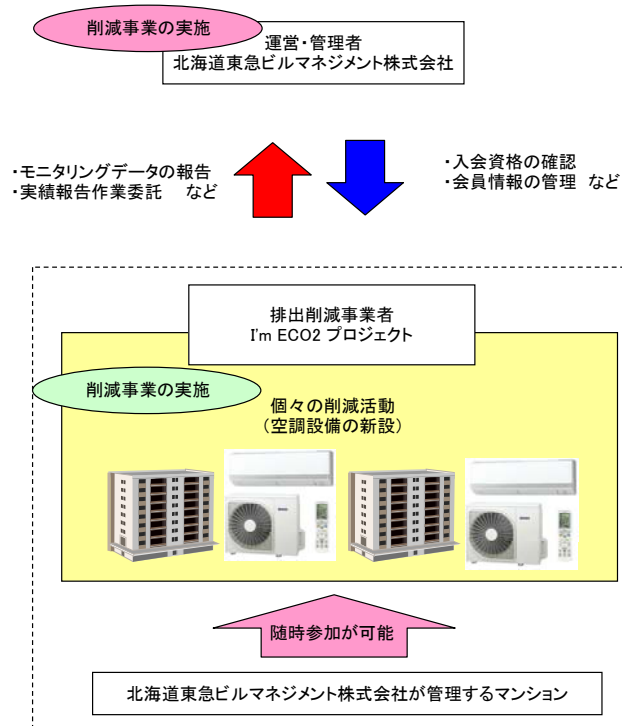 削減事業の実施
運営・管理者
北海道東急ビルマネジメント株式会社
・モニタリングデータの報告
・実績報告作業委託 など
・入会資格の確認
・会員情報の管理 など
排出削減事業者
I'm ECO2 プロジェクト
削減事業の実施
個々の削減活動
（空調設備の新設）
随時参加が可能
北海道東急ビルマネジメント株式会社が管理するマンション